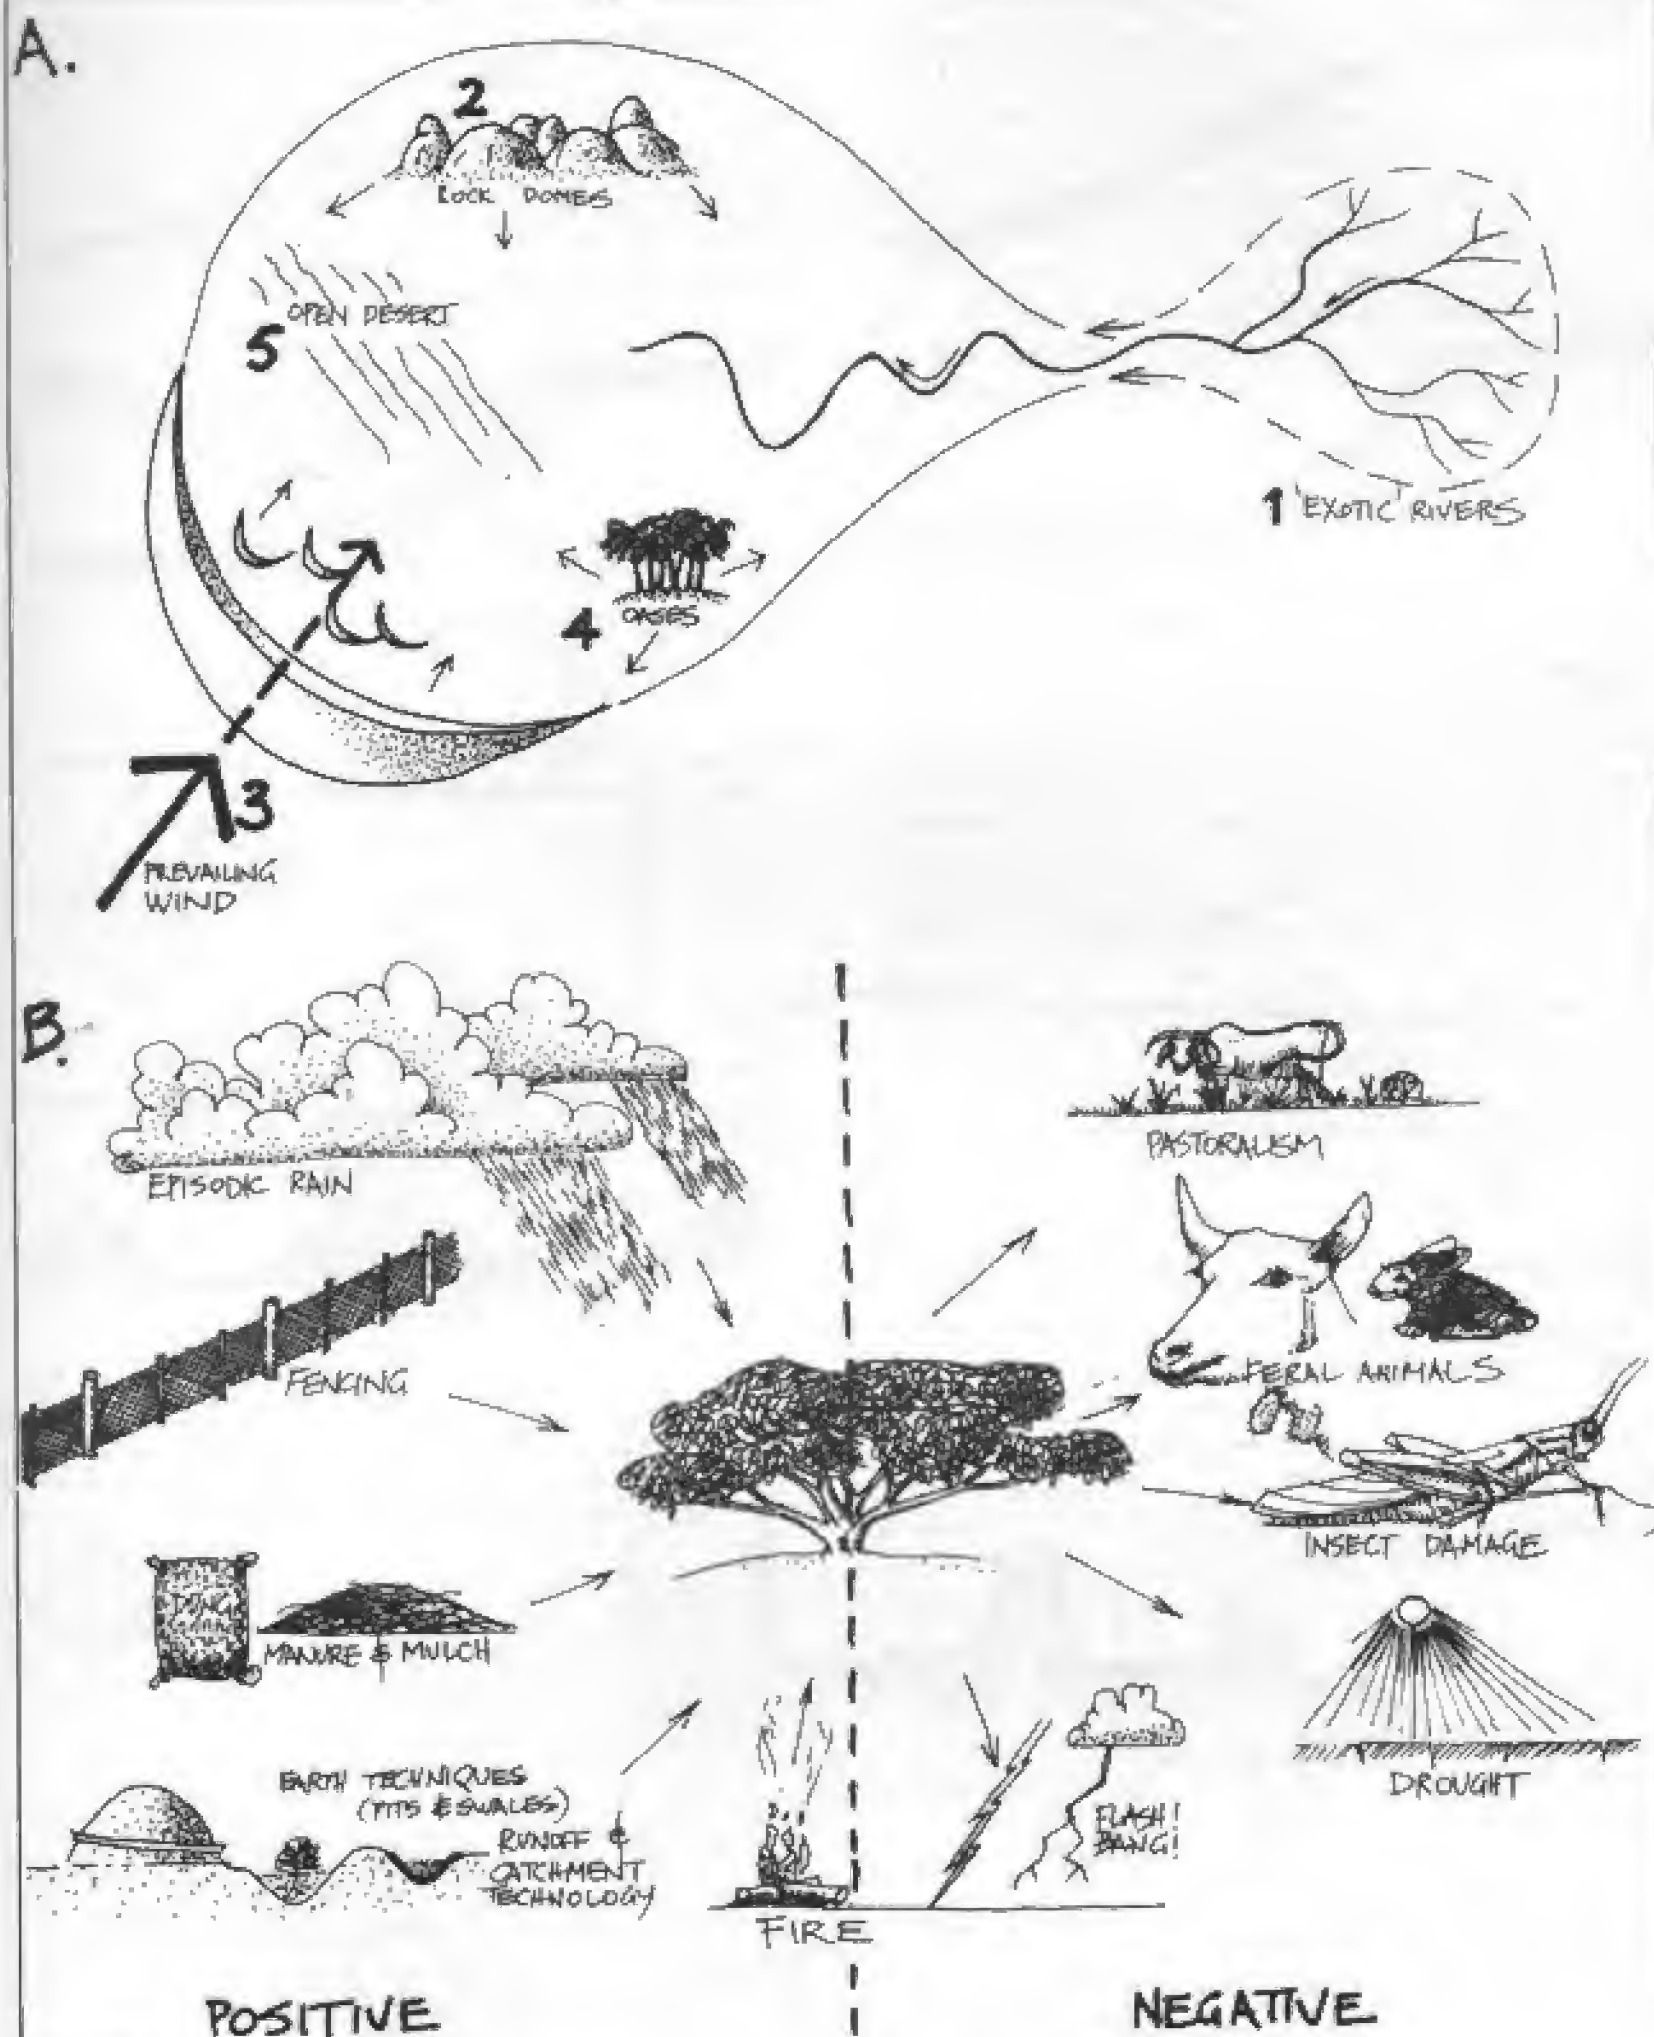 A.
2
ROCK DOMES
OPEN DESERT
5
1 'EXOTIC' RIVERS
4 OASES
3
PREVAILING
WIND
B.
EPISODIC RAIN
PASTORALISM
FENCING
FERAL ANIMALS
INSECT DAMAGE
DUNG
MANURE & MULCH
DROUGHT
EARTH TECHNIQUES
(PITS & SWALES)
RUNOFF &
CATCHMENT
TECHNOLOGY
FLASH!
BANG!
FIRE
POSITIVE
NEGATIVE